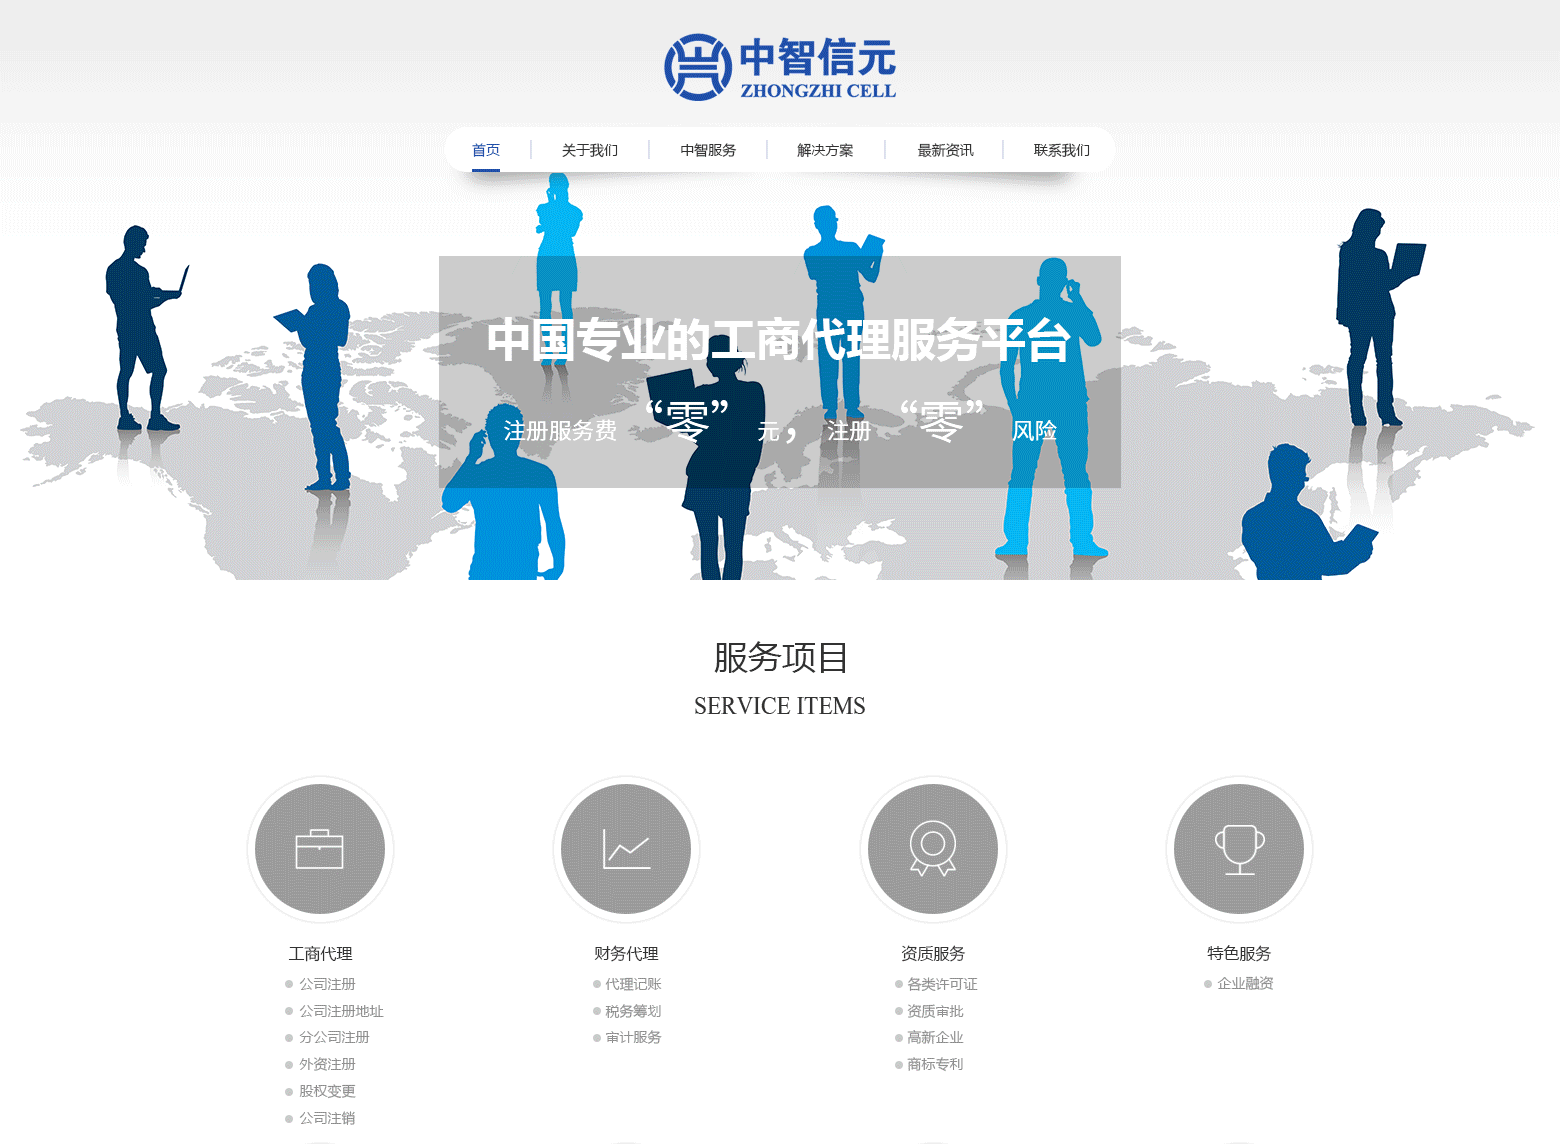 中智信元
ZHONGZHI CELL
首页 关于我们 中智服务 解决方案 最新资讯 联系我们
中国专业的工商代理服务平台
注册服务费 “零” 元， 注册 “零” 风险
服务项目
SERVICE ITEMS
工商代理
公司注册
公司注册地址
分公司注册
外资注册
股权变更
公司注销
财务代理
代理记账
税务筹划
审计服务
资质服务
各类许可证
资质审批
高新企业
商标专利
特色服务
企业融资